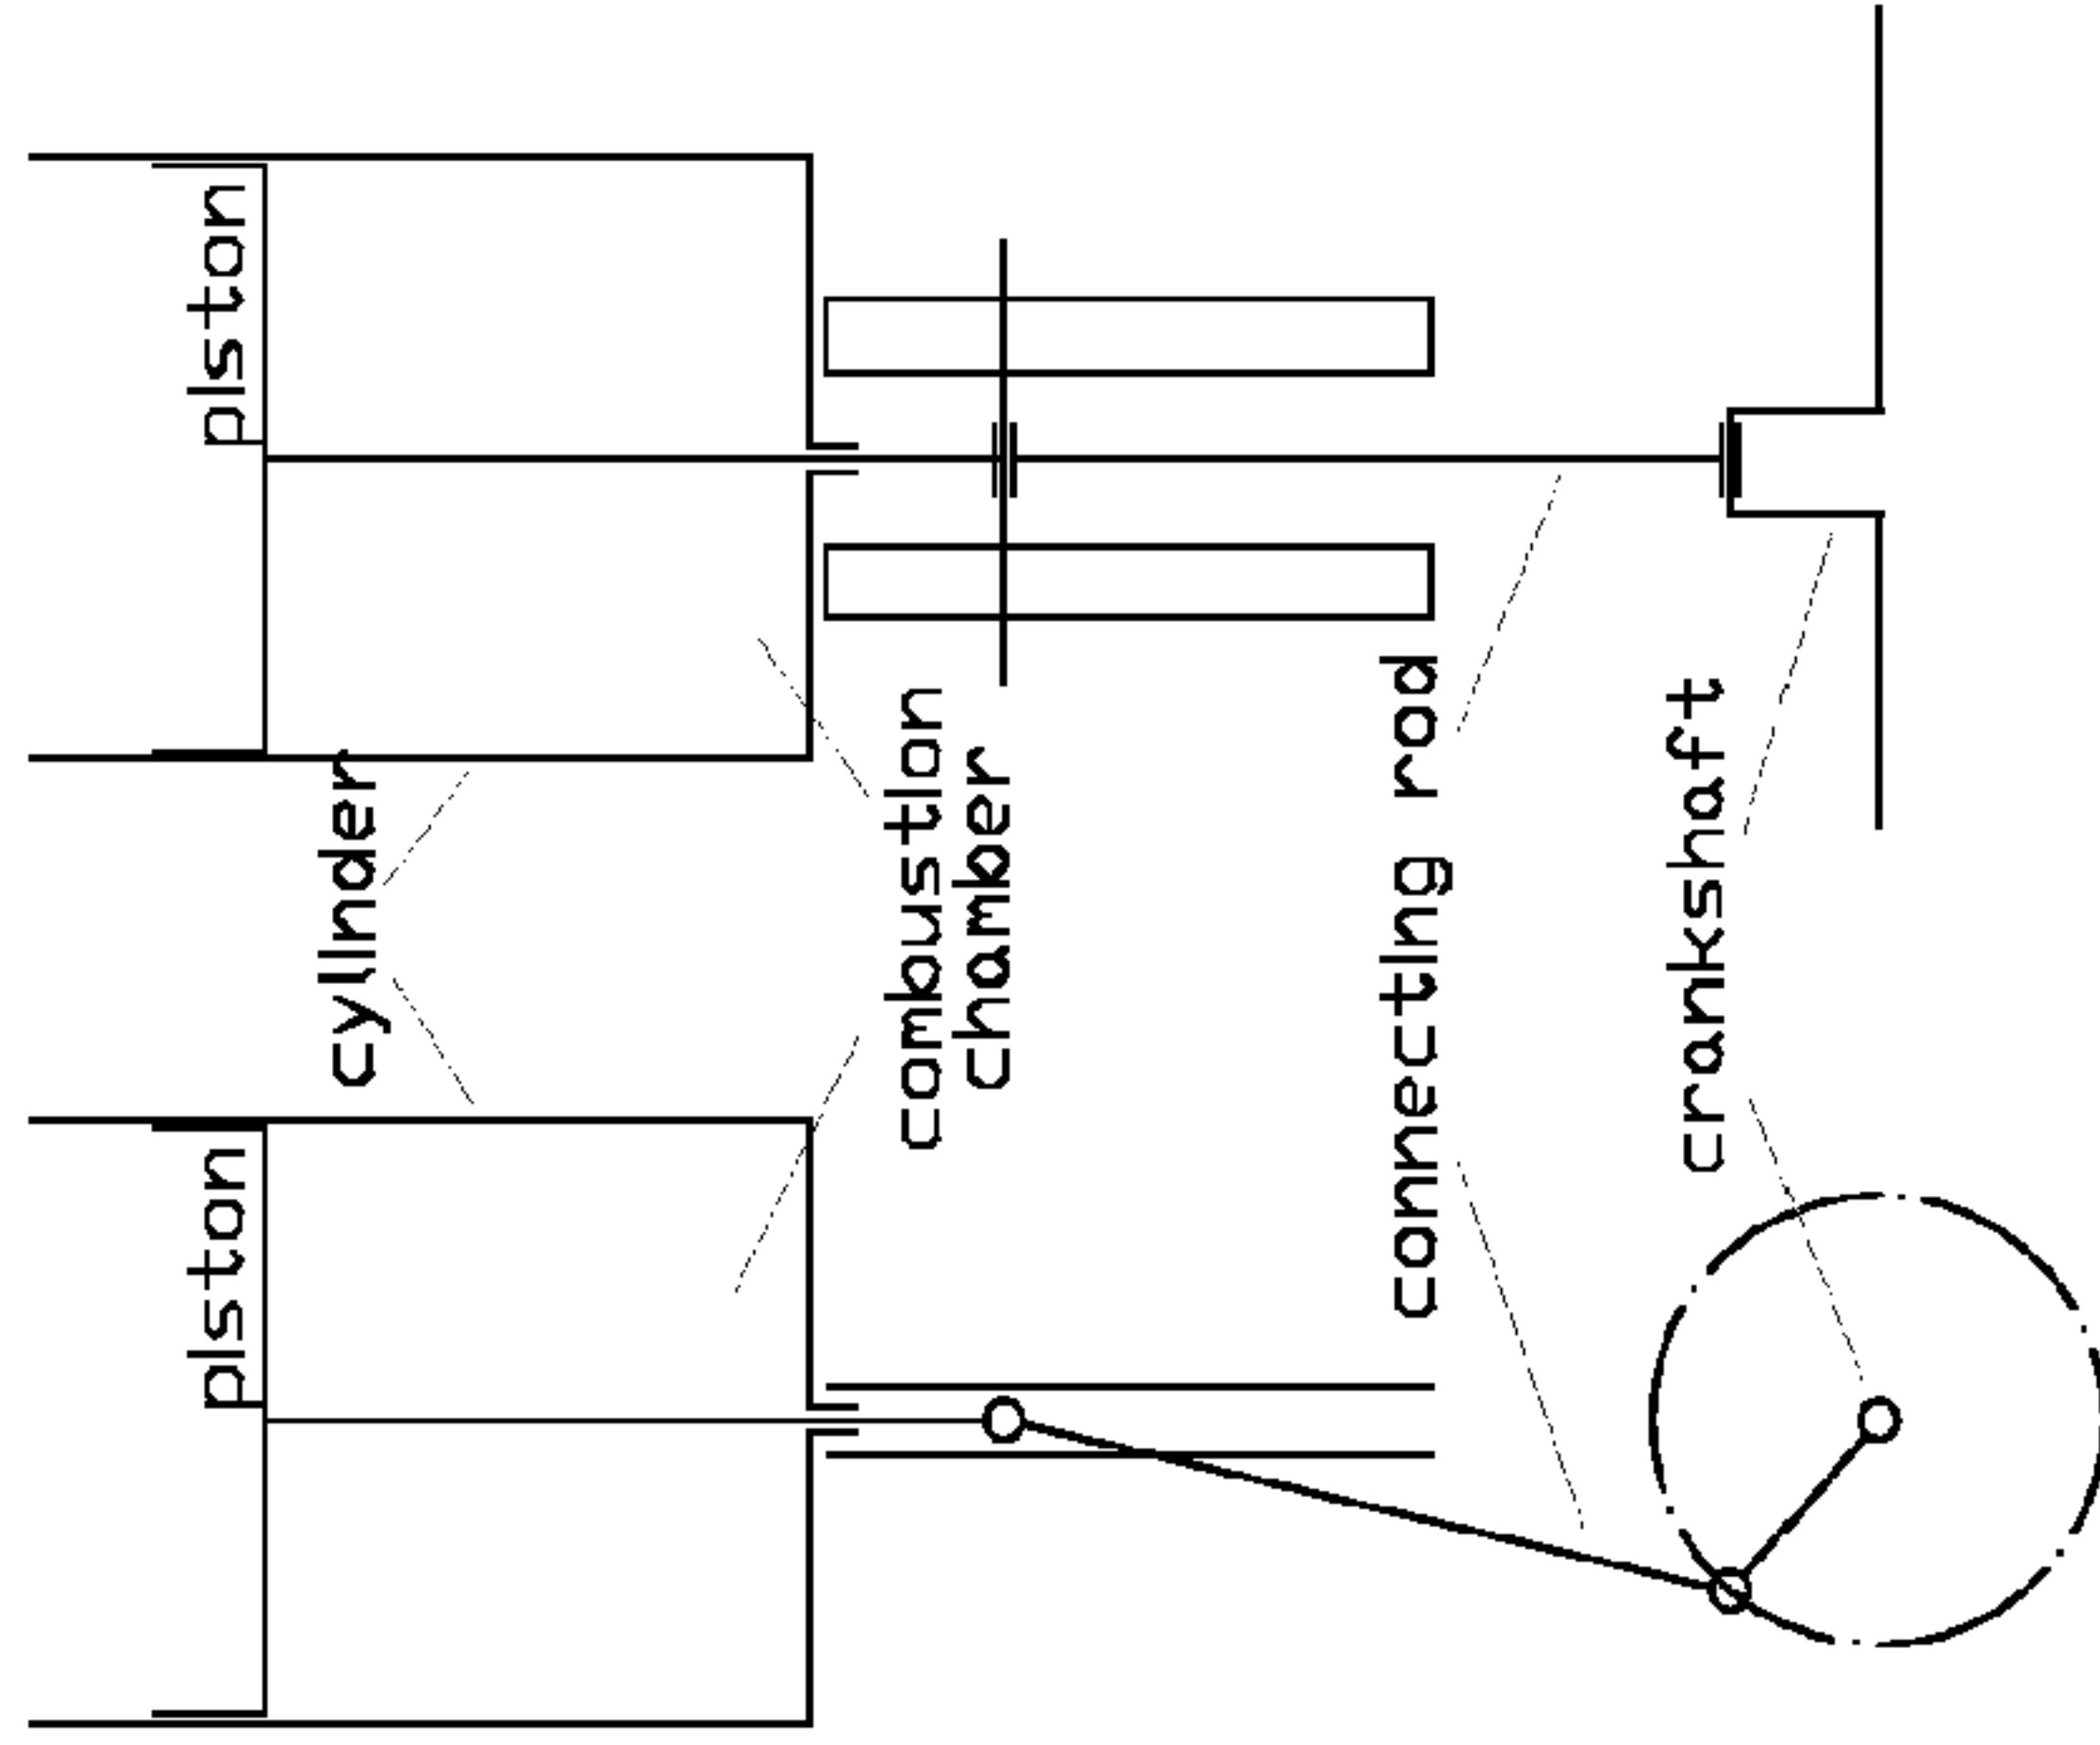 piston
piston
cylinder
combustion
chamber
connecting rod
crankshaft